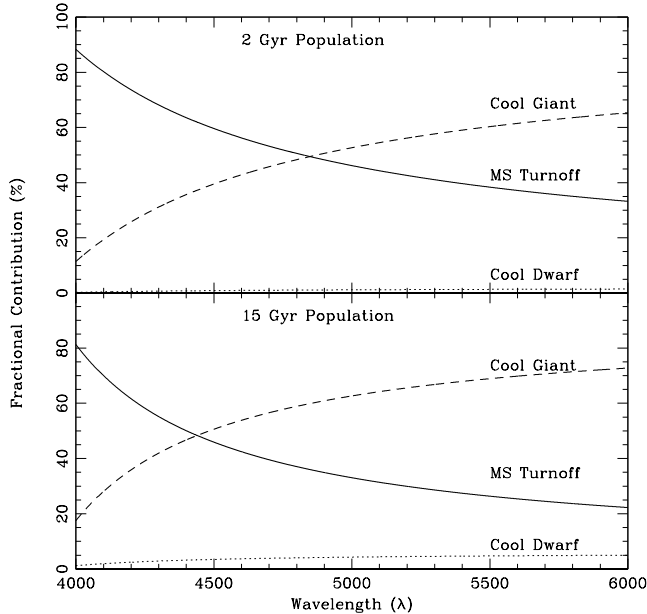 2 Gyr Population
Cool Giant
MS Turnoff
Cool Dwarf
100
80
60
40
20
0
15 Gyr Population
Cool Giant
MS Turnoff
Cool Dwarf
80
60
40
20
0
Fractional Contribution (%)
4000 4500 5000 5500 6000
Wavelength (λ)